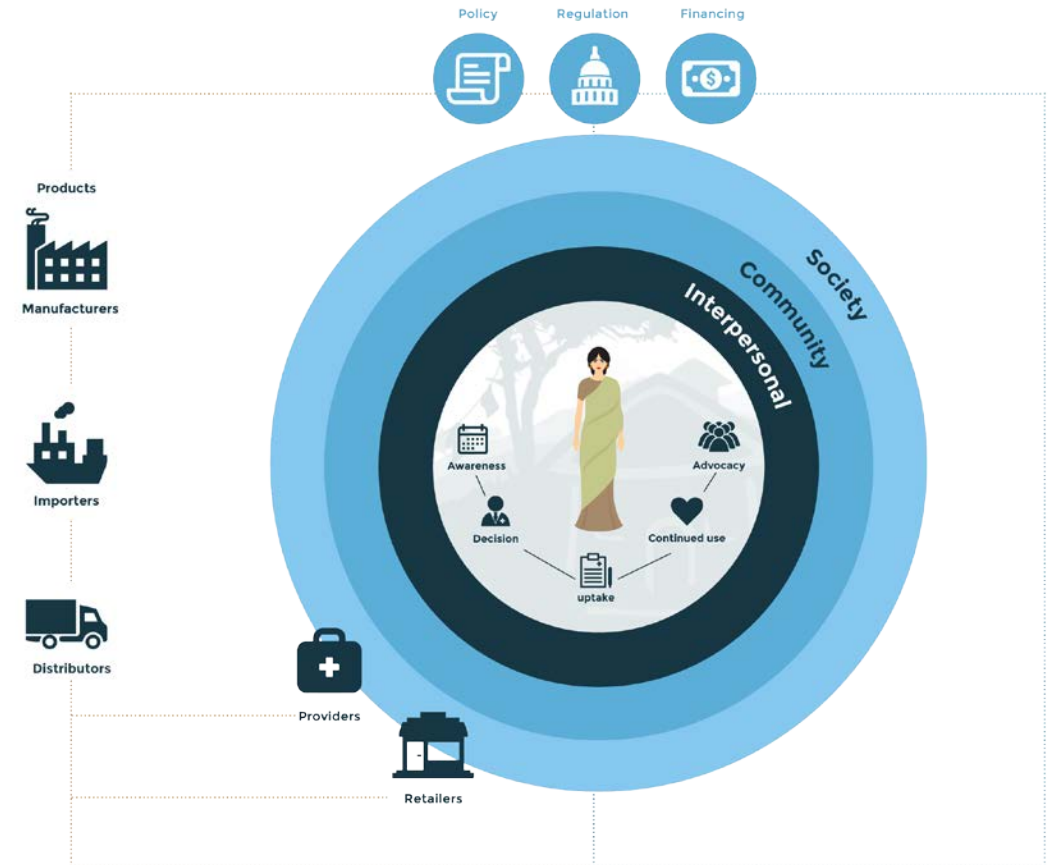 Policy
Regulation
Financing
Products
Manufacturers
Importers
Distributors
Providers
Retailers
Society
Community
Interpersonal
Awareness
Decision
uptake
Continued use
Advocacy